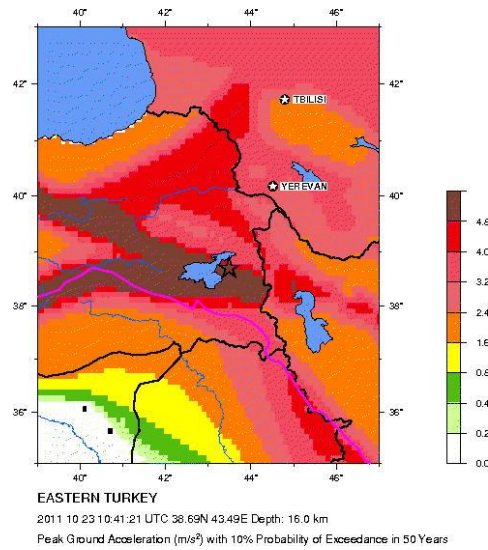 40° 42° 44° 46°
42° 42°
TBILISI
40° YEREVAN 40°
38° 38°
36° 36°
40° 42° 44° 46°
4.8
4.0
3.2
2.4
1.6
0.8
0.4
0.2
0.0
EASTERN TURKEY
2011 10 23 10:41:21 UTC 38.69N 43.49E Depth: 16.0 km
Peak Ground Acceleration (m/s²) with 10% Probability of Exceedance in 50 Years